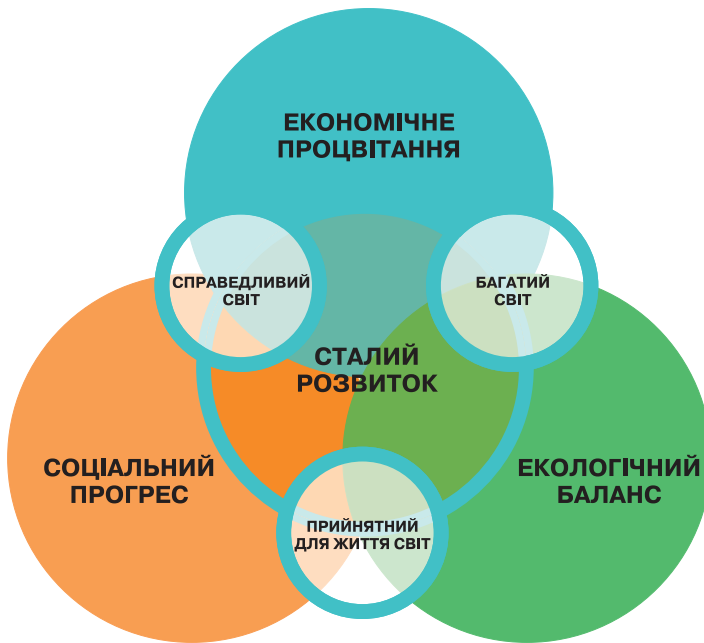 ЕКОНОМІЧНЕ
ПРОЦВІТАННЯ
СПРАВЕДЛИВИЙ
СВІТ
БАГАТИЙ
СВІТ
СТАЛИЙ
РОЗВИТОК
СОЦІАЛЬНИЙ
ПРОГРЕС
ЕКОЛОГІЧНИЙ
БАЛАНС
ПРИЙНЯТНИЙ
ДЛЯ ЖИТТЯ СВІТ